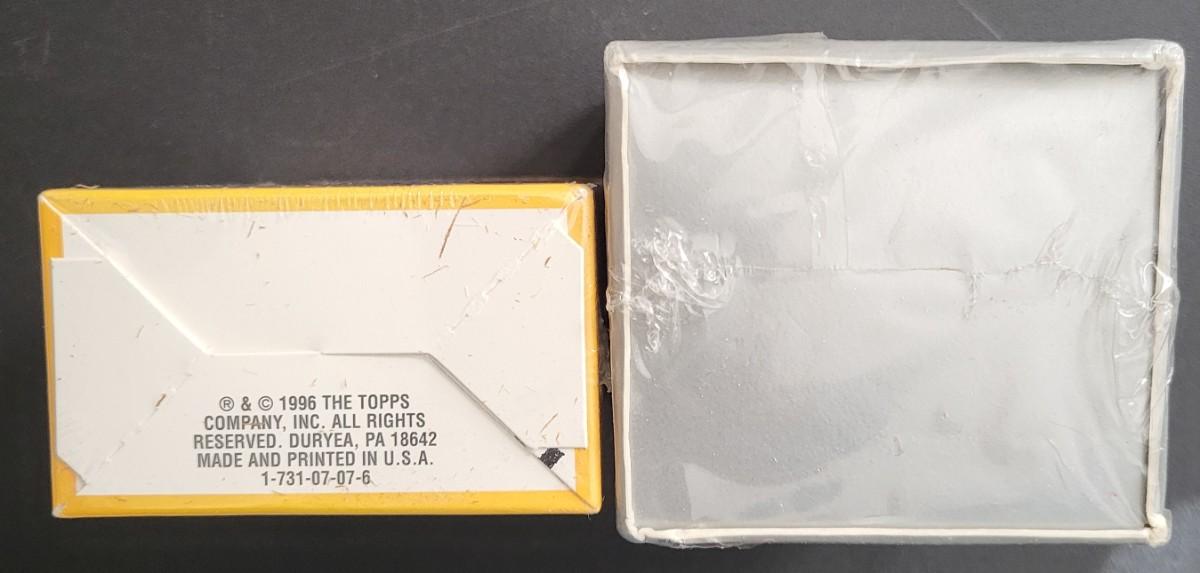 ® & © 1996 THE TOPPS
COMPANY, INC. ALL RIGHTS
RESERVED. DURYEA, PA 18642
MADE AND PRINTED IN U.S.A.
1-731-07-07-6